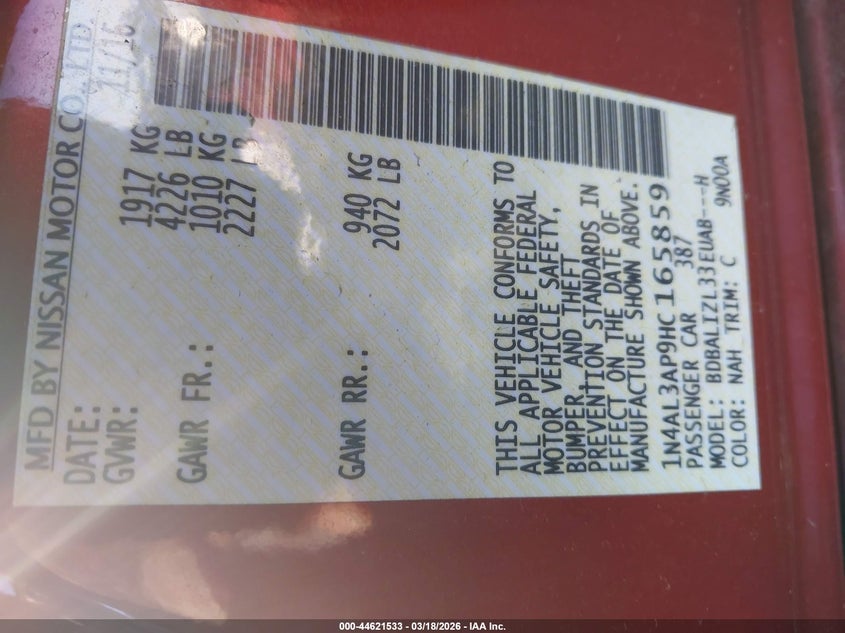 MFD BY NISSAN MOTOR CO., LTD
DATE: 11/16
GVWR: 1917 KG
4226 LB
GAWR FR.: 1010 KG
2227 LB
GAWR RR.: 940 KG
2072 LB
THIS VEHICLE CONFORMS TO
ALL APPLICABLE FEDERAL
MOTOR VEHICLE SAFETY,
BUMPER, AND THEFT
PREVENTION STANDARDS IN
EFFECT ON THE DATE OF
MANUFACTURE SHOWN ABOVE.
1N4AL3AP9HC165859
PASSENGER CAR 387
MODEL: BDBALIZL33EUAB---H
COLOR: NAH TRIM: C 9N00A
000-44621533 - 03/18/2026 - IAA Inc.